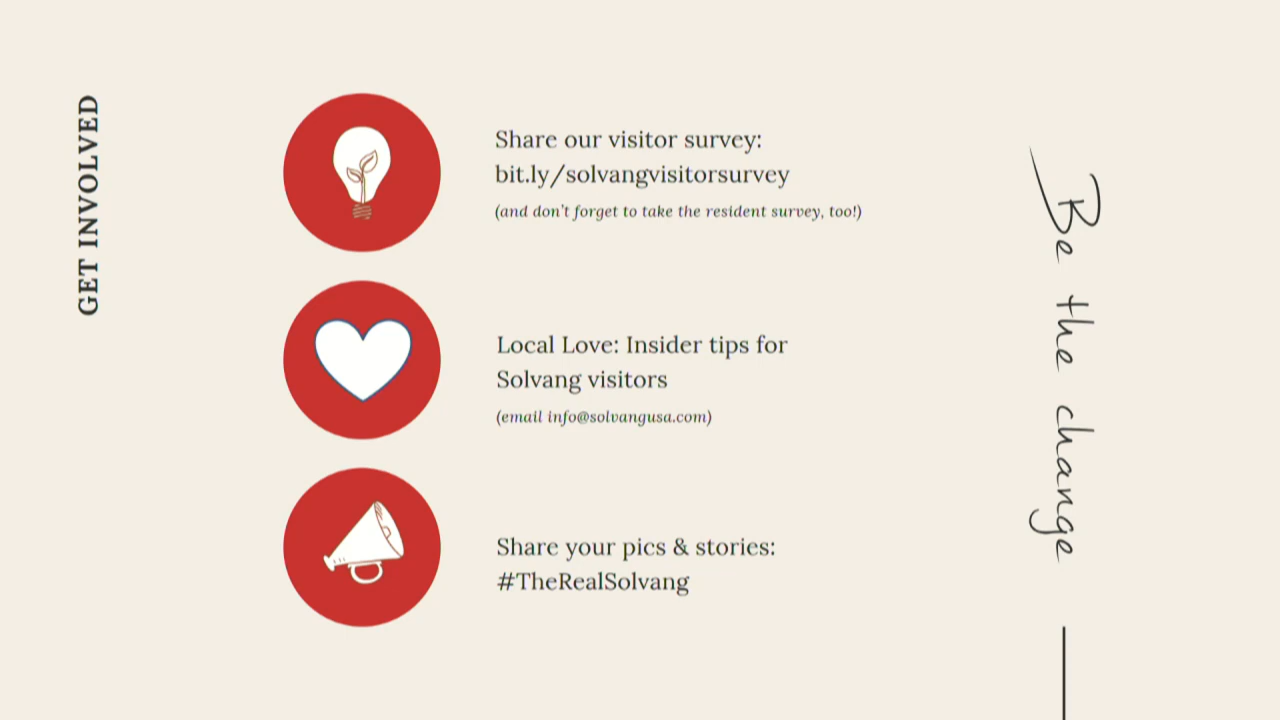 GET INVOLVED
Share our visitor survey:
bit.ly/solvangvisitorsurvey
(and don't forget to take the resident survey, too!)
Local Love: Insider tips for
Solvang visitors
(email info@solvangusa.com)
Share your pics & stories:
#TheRealSolvang
Be the change